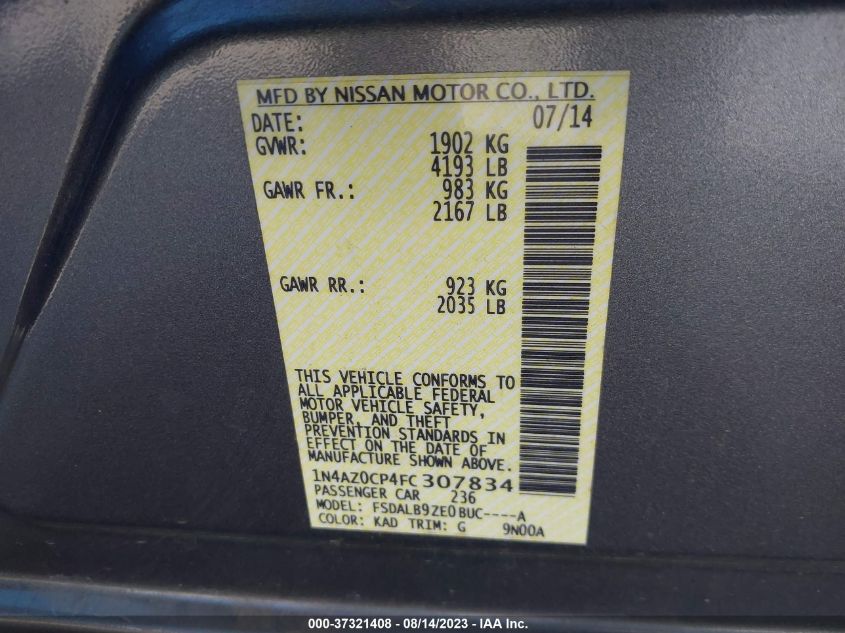 MFD BY NISSAN MOTOR CO., LTD.
DATE: 07/14
GVWR: 1902 KG
4193 LB
GAWR FR.: 983 KG
2167 LB
GAWR RR.: 923 KG
2035 LB
THIS VEHICLE CONFORMS TO
ALL APPLICABLE FEDERAL
MOTOR VEHICLE SAFETY,
BUMPER, AND THEFT
PREVENTION STANDARDS IN
EFFECT ON THE DATE OF
MANUFACTURE SHOWN ABOVE.
1N4AZ0CP4FC307834
PASSENGER CAR 236
MODEL: FSDALB9ZE0BUC----A
COLOR: KAD TRIM: G 9N00A
000-37321408 - 08/14/2023 - IAA Inc.